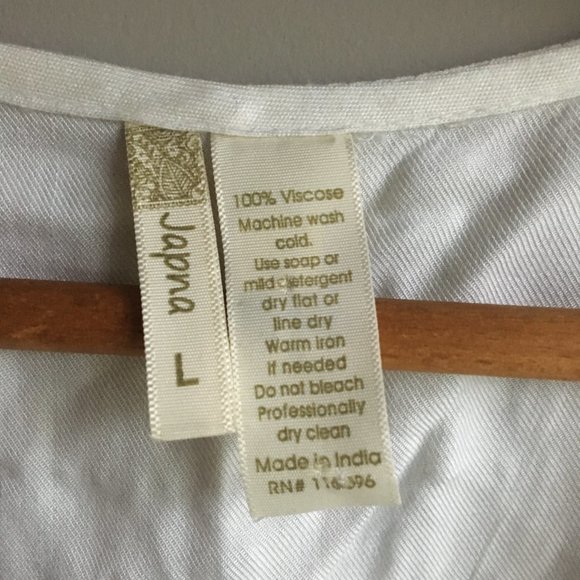 Japna
L
100% Viscose
Machine wash
cold.
Use soap or
mild detergent
dry flat or
line dry
Warm iron
if needed
Do not bleach
Professionally
dry clean
Made in India
RN#